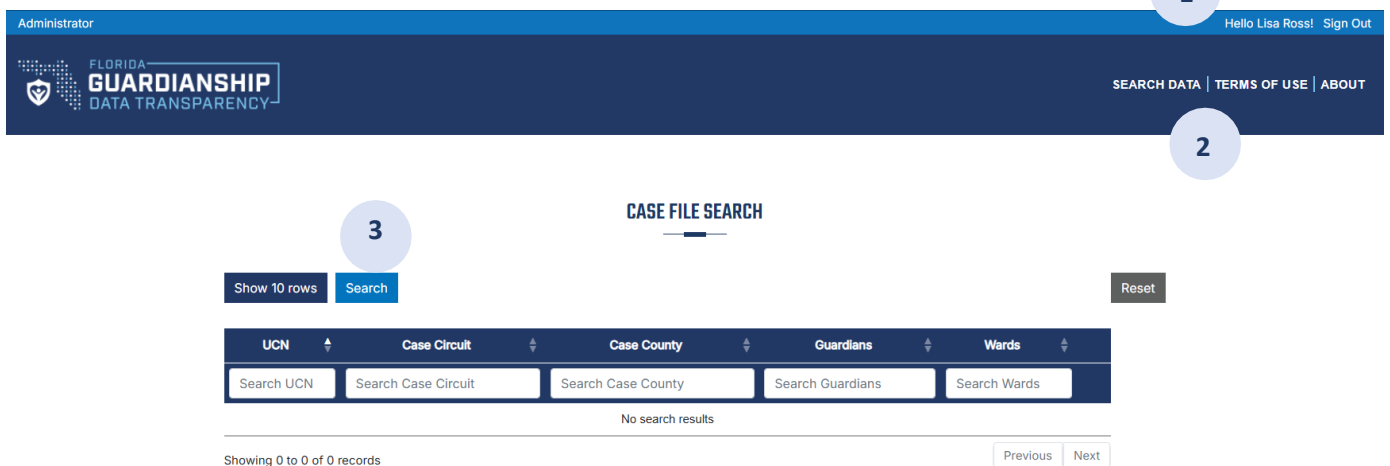 Administrator
Hello Lisa Ross! Sign Out
FLORIDA
GUARDIANSHIP
DATA TRANSPARENCY
SEARCH DATA | TERMS OF USE | ABOUT
2
CASE FILE SEARCH
3
Show 10 rows Search Reset
UCN Case Circuit Case County Guardians Wards
Search UCN Search Case Circuit Search Case County Search Guardians Search Wards
No search results
Showing 0 to 0 of 0 records Previous Next